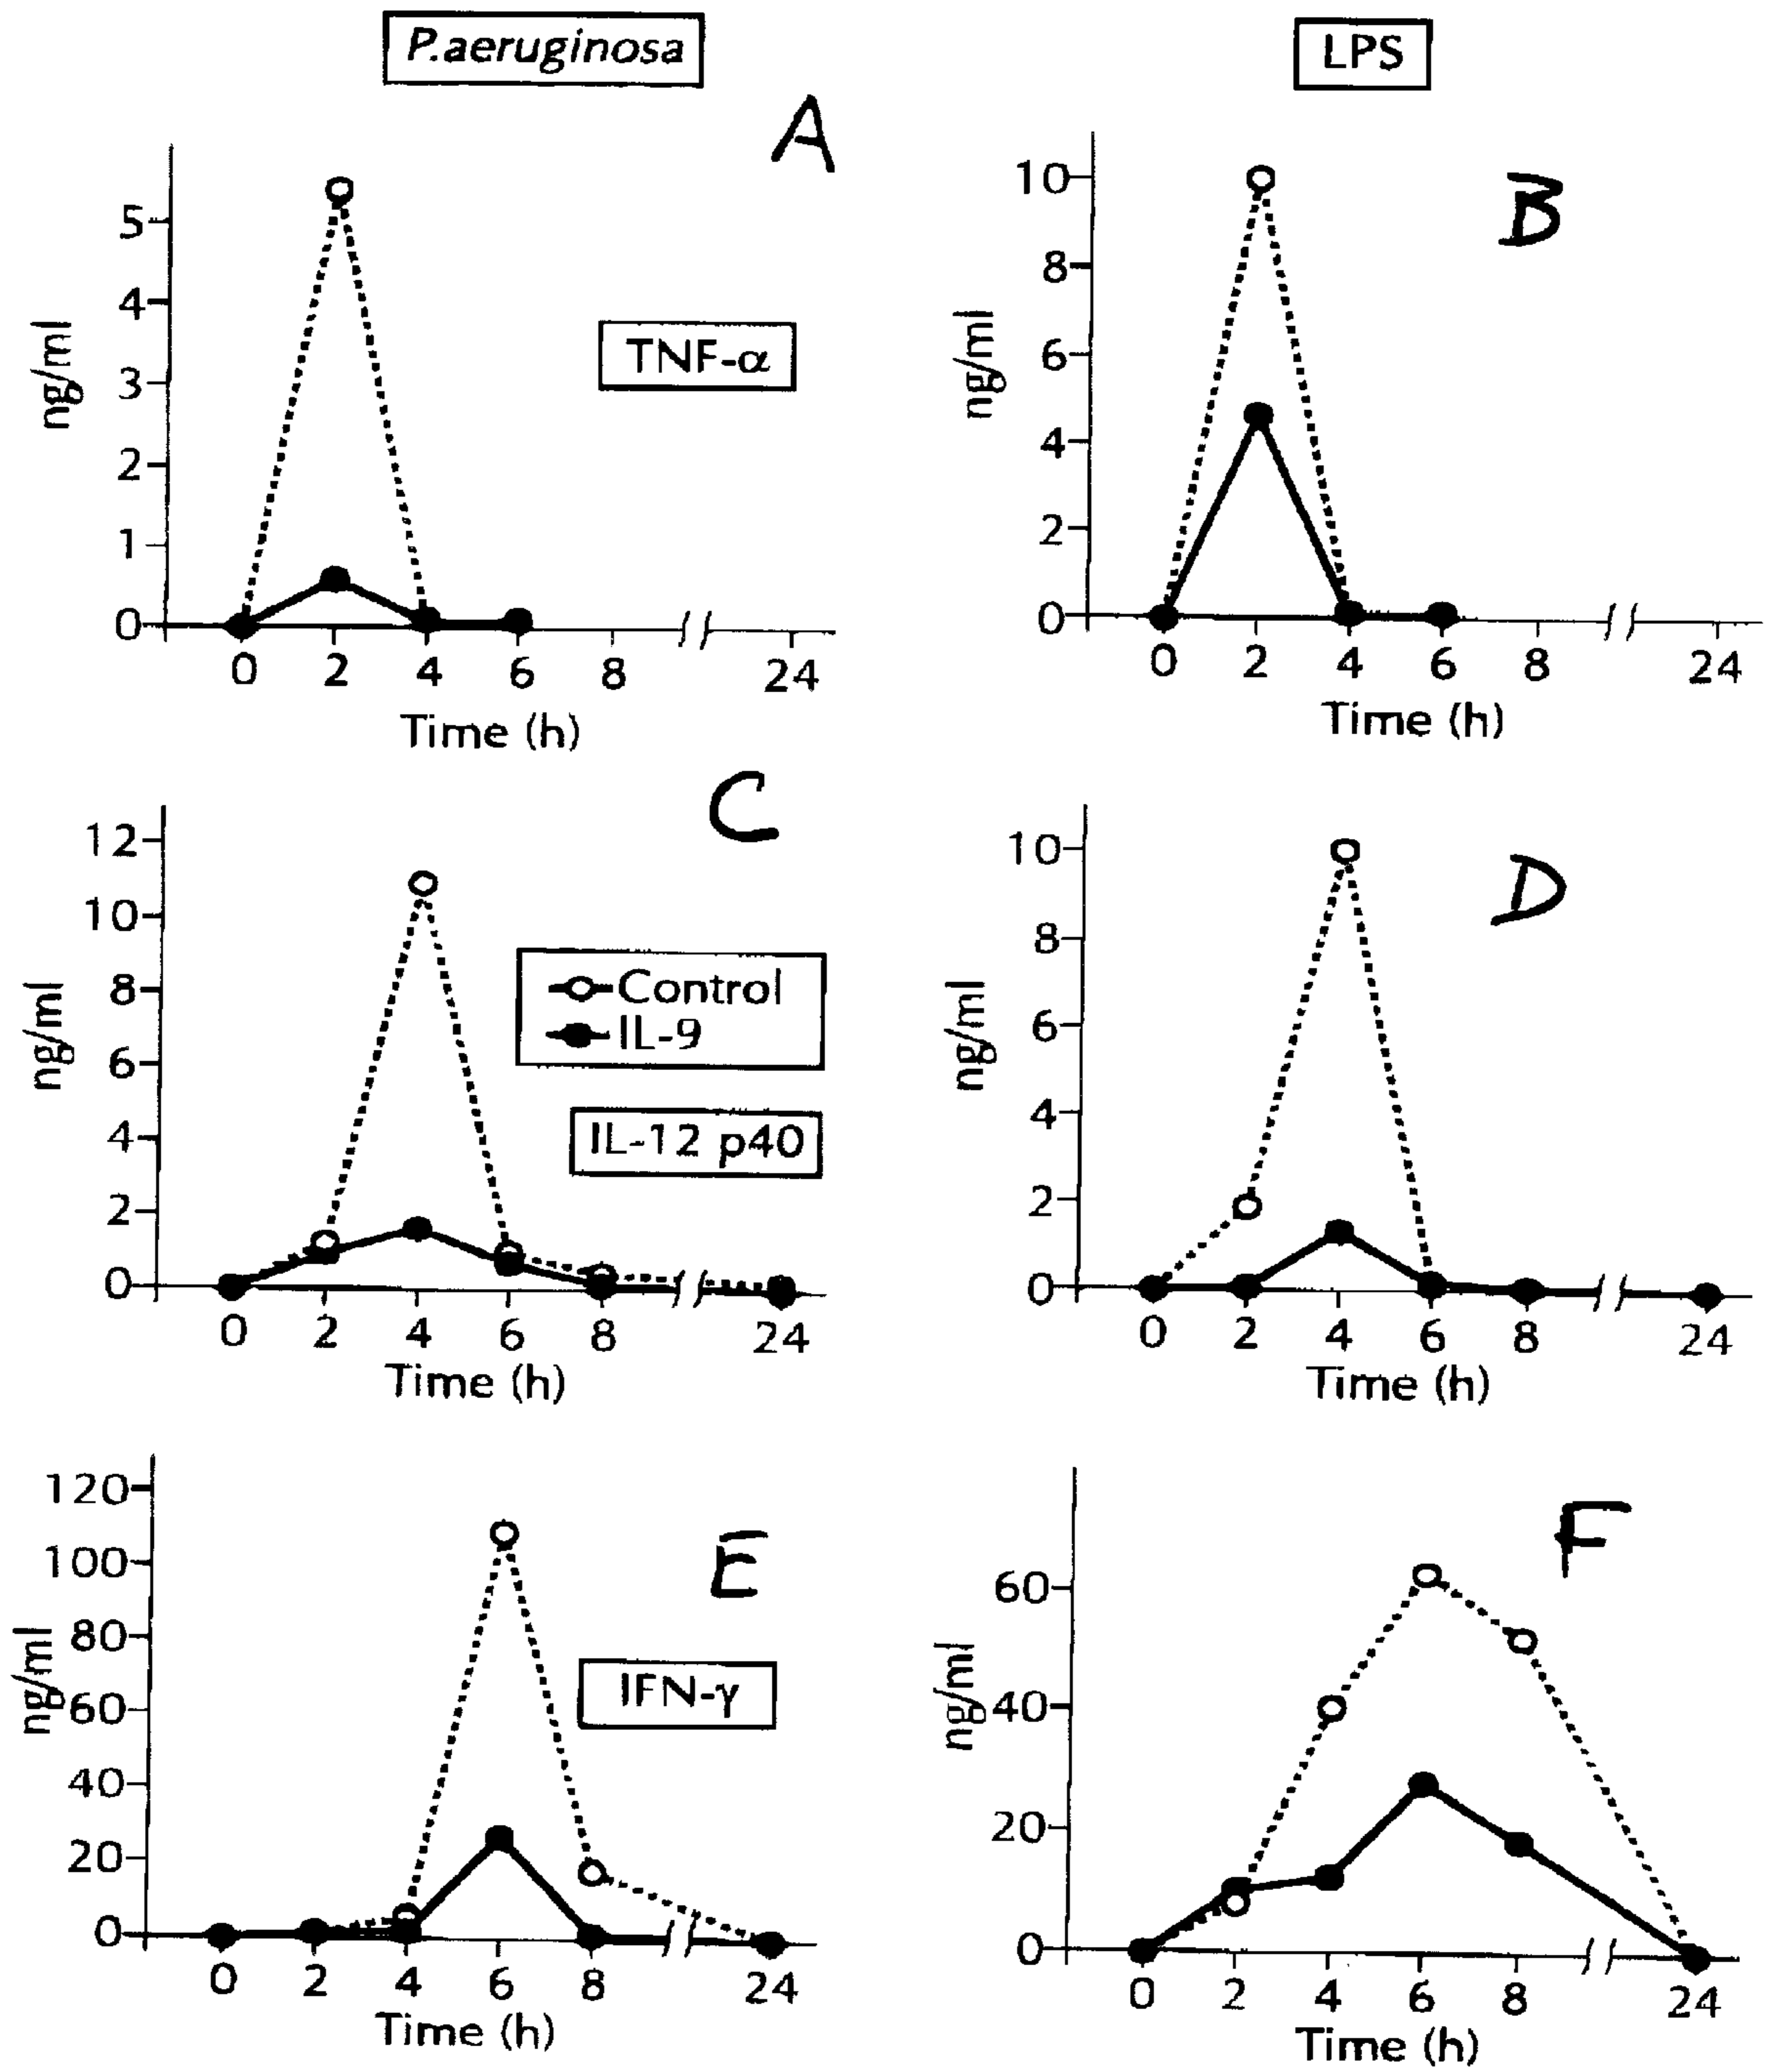 P.aeruginosa
LPS
A
5
4
3
2
1
0
ng/ml
TNF-α
0 2 4 6 8 24
Time (h)
B
10
8
6
4
2
0
ng/ml
0 2 4 6 8 24
Time (h)
C
12
10
8
6
4
2
0
ng/ml
Control
IL-9
IL-12 p40
0 2 4 6 8 24
Time (h)
D
10
8
6
4
2
0
ng/ml
0 2 4 6 8 24
Time (h)
E
120
100
80
60
40
20
0
ng/ml
IFN-γ
0 2 4 6 8 24
Time (h)
F
60
40
20
0
ng/ml
0 2 4 6 8 24
Time (h)